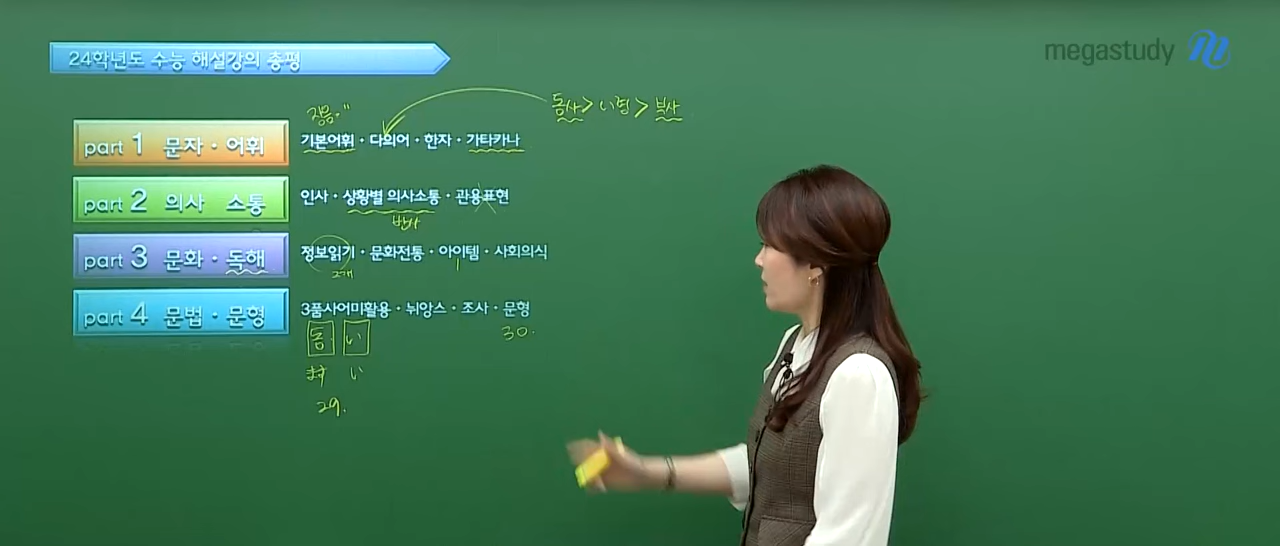 megastudy
24학년도 수능 해설강의 총평
동사 > い형 > 부사
part 1 문자·어휘
기본어휘·다의어·한자·가타카나
part 2 의사 소통
인사·상황별 의사소통·관용표현
part 3 문화·독해
정보읽기·문화전통·아이템·사회의식
2개
part 4 문법·문형
3품사어미활용·뉘앙스·조사·문형
동 い
30.
ます い
29.